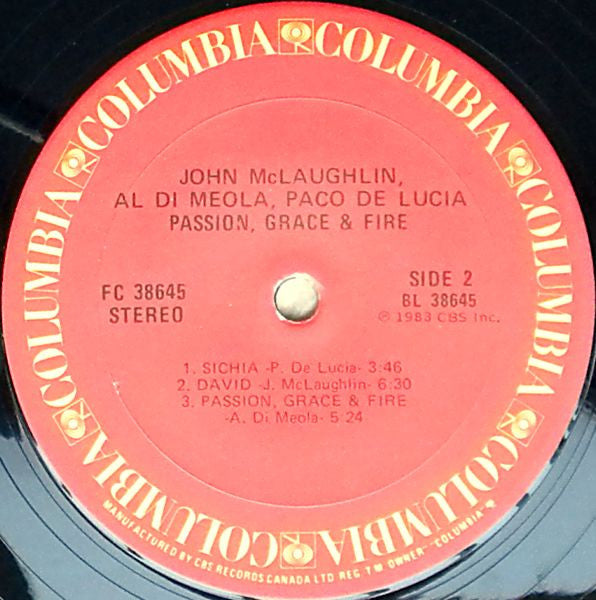 COLUMBIA COLUMBIA COLUMBIA COLUMBIA COLUMBIA COLUMBIA COLUMBIA COLUMBIA
JOHN McLAUGHLIN,
AL DI MEOLA, PACO DE LUCIA
PASSION, GRACE & FIRE
FC 38645
STEREO
SIDE 2
BL 38645
℗ 1983 CBS Inc.
1. SICHIA -P. De Lucia- 3:46
2. DAVID -J. McLaughlin- 6:30
3. PASSION, GRACE & FIRE
-A. Di Meola- 5:24
MANUFACTURED BY CBS RECORDS CANADA LTD REG. T'M OWNER-"COLUMBIA"